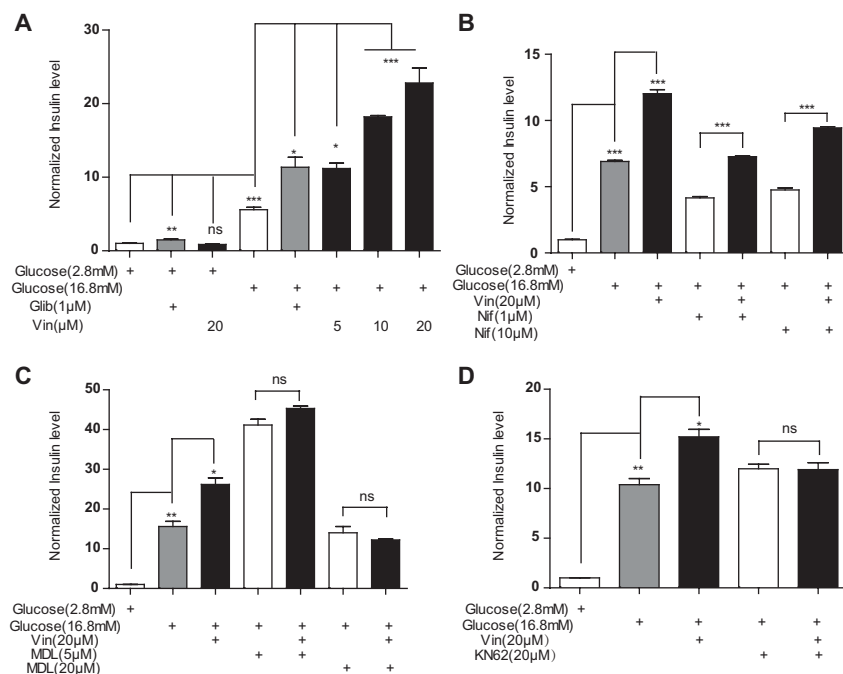 A
Normalized Insulin level
30
20
10
0
**
ns
***
*
*
***
Glucose(2.8mM) + + +
Glucose(16.8mM) + + + + +
Glib(1μM) + +
Vin(μM) 20 5 10 20
B
Normalized Insulin level
15
10
5
0
***
***
***
***
Glucose(2.8mM) +
Glucose(16.8mM) + + + + + +
Vin(20μM) + + +
Nif(1μM) + +
Nif(10μM) + +
C
Normalized Insulin level
50
40
30
20
10
0
**
*
ns
ns
Glucose(2.8mM) +
Glucose(16.8mM) + + + + + +
Vin(20μM) + + +
MDL(5μM) + +
MDL(20μM) + +
D
Normalized Insulin level
20
15
10
5
0
**
*
ns
Glucose(2.8mM) +
Glucose(16.8mM) + + + +
Vin(20μM) + +
KN62(20μM) + +